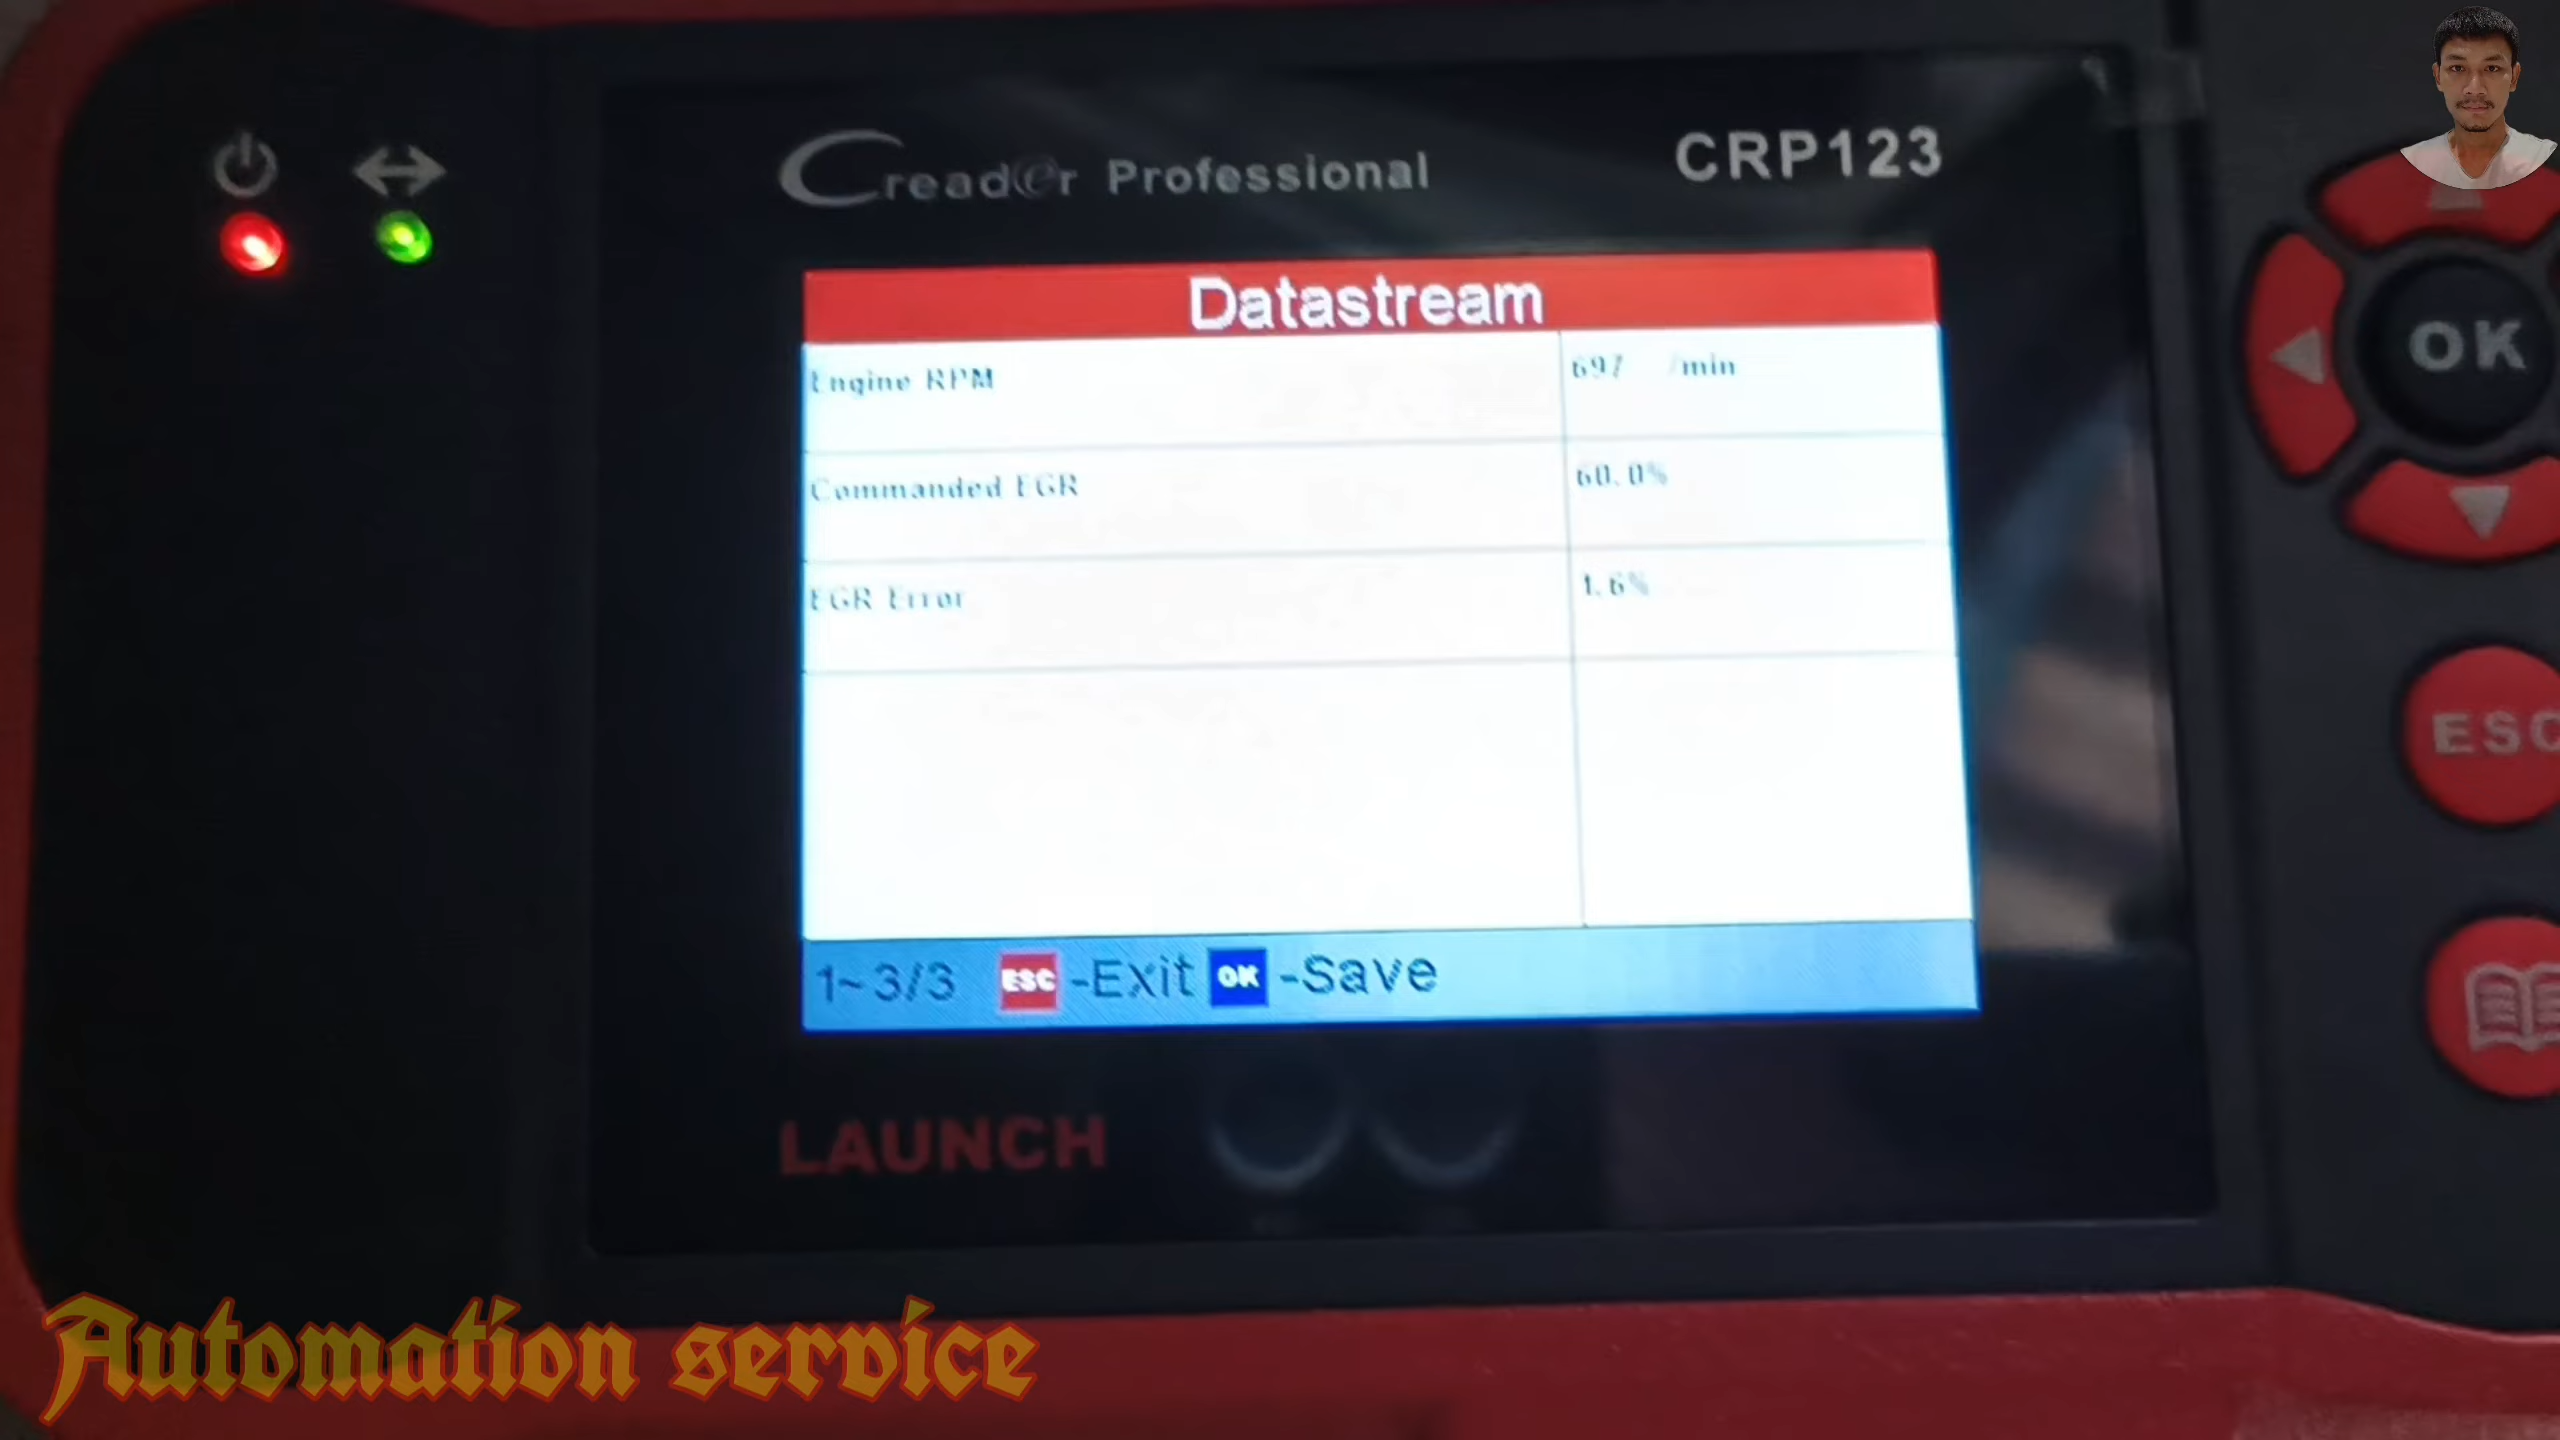 Creader Professional
CRP123
Datastream
Engine RPM 697 /min
Commanded EGR 60.0%
EGR Error 1.6%
1~3/3 ESC -Exit OK -Save
LAUNCH
OK
ESC
Automation service